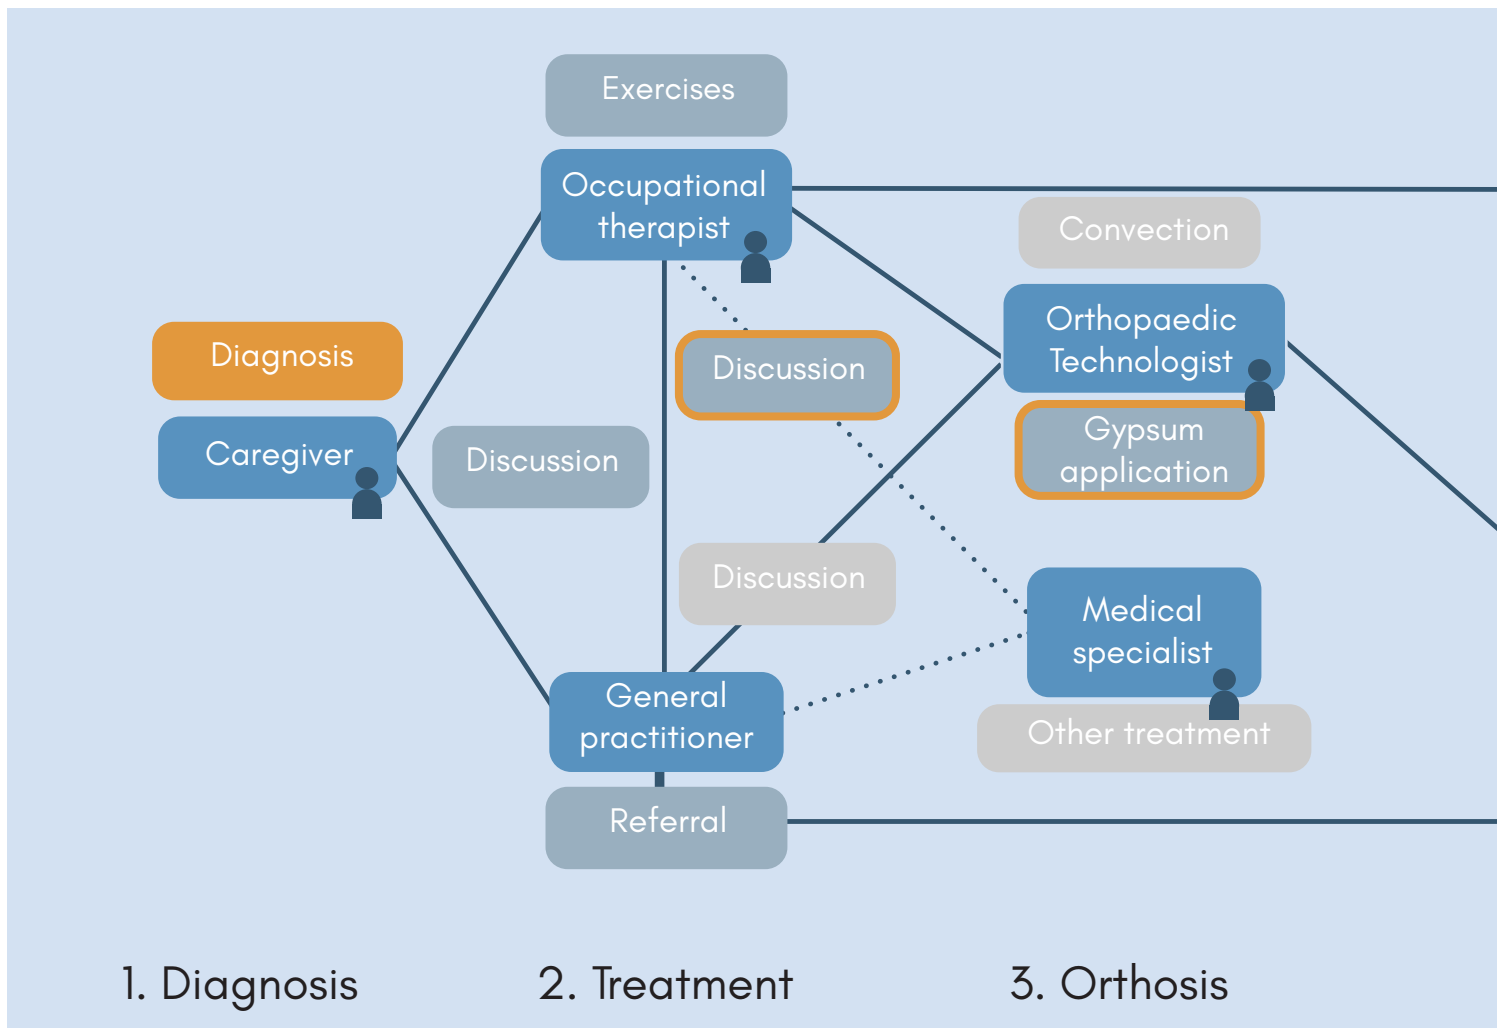 Exercises
Occupational
therapist
Convection
Orthopaedic
Technologist
Diagnosis
Discussion
Caregiver
Discussion
Gypsum
application
Discussion
Medical
specialist
General
practitioner
Other treatment
Referral
1. Diagnosis
2. Treatment
3. Orthosis